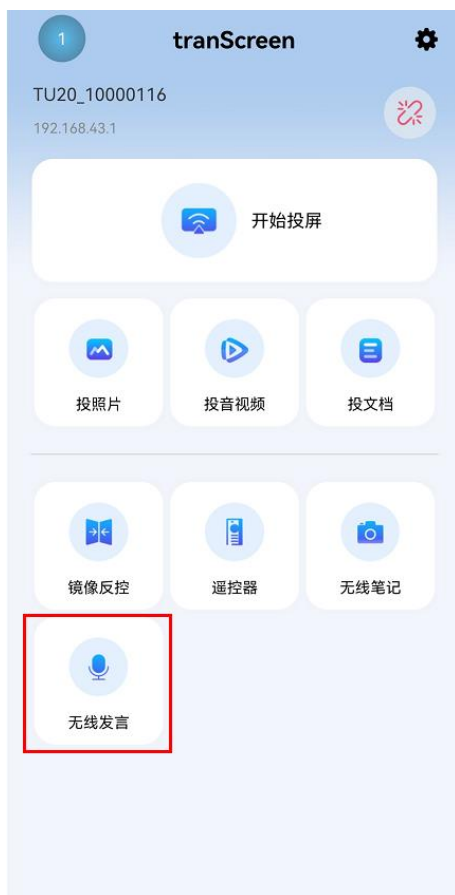 1
tranScreen
TU20_10000116
192.168.43.1
开始投屏
投照片
投音视频
投文档
镜像反控
遥控器
无线笔记
无线发言